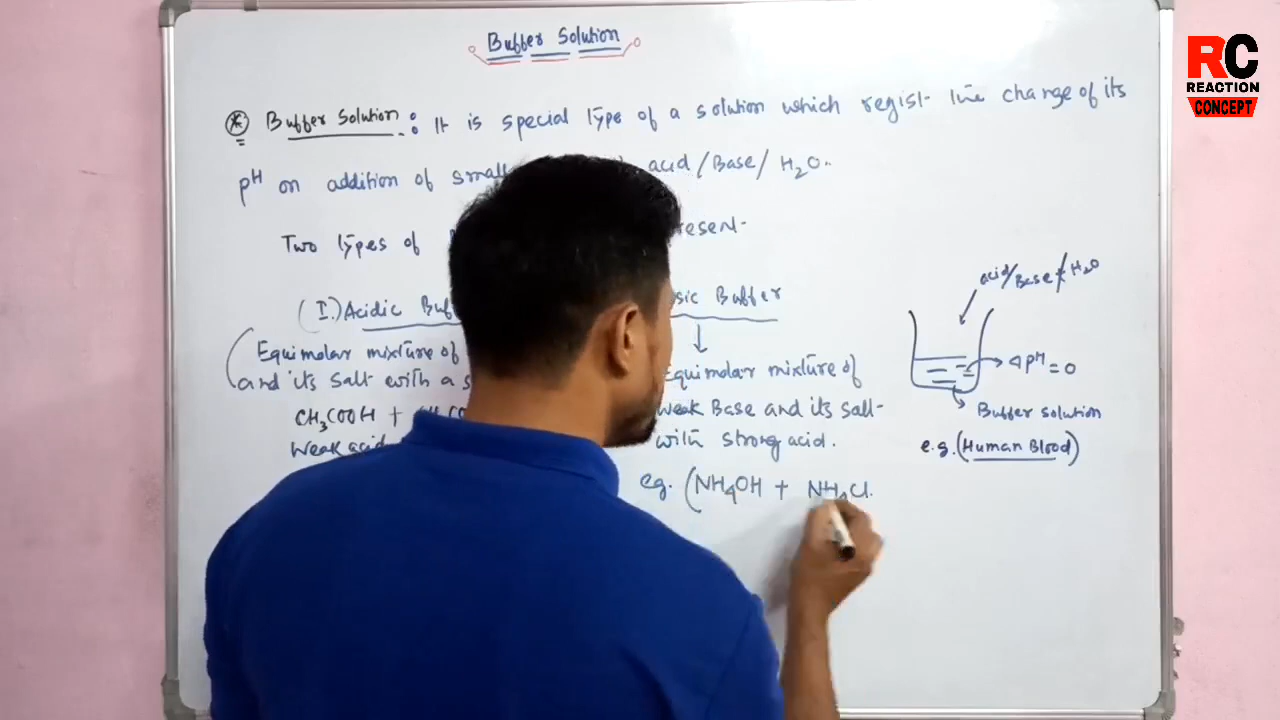 Buffer Solution
RC
REACTION
CONCEPT
* Buffer Solution : It is special type of a solution which regist the change of its
pH on addition of small acid/Base/H2O.
Two types of resent
(I.) Acidic Buf sic Buffer
Equimolar mixture of
and its salt with a s
CH3COOH +
weak acid
Equimolar mixture of
weak Base and its salt
with strong acid.
eg. (NH4OH + NH4Cl.
acid/Base/H2O
ΔpH = 0
Buffer solution
e.g. (Human Blood)